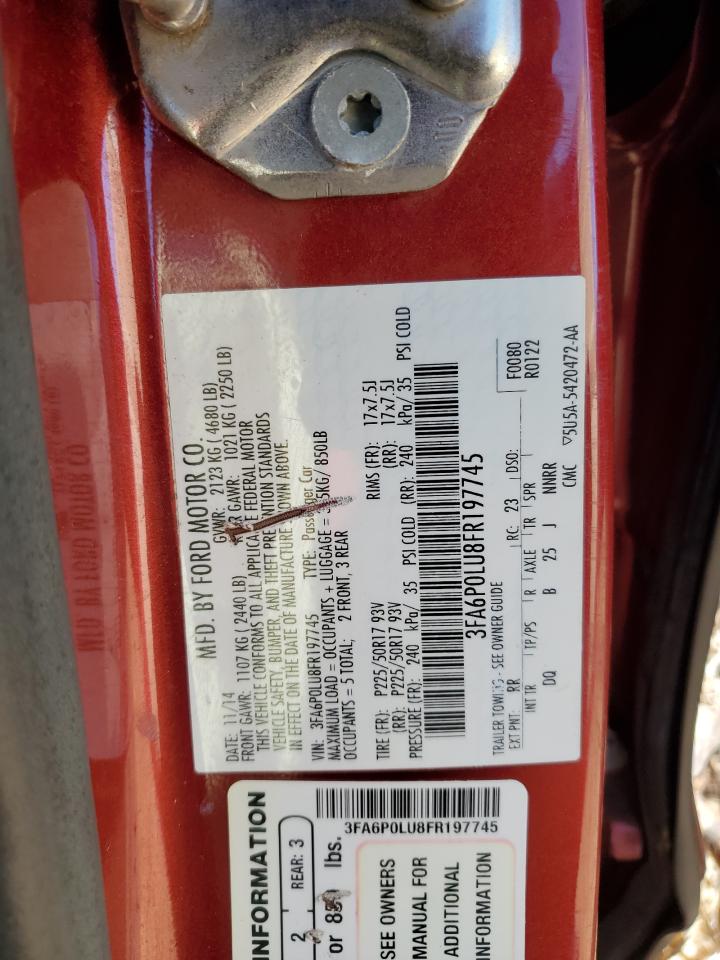 MFD. BY FORD MOTOR CO.
DATE: 11/14 GVWR: 2123 KG ( 4680 LB)
FRONT GAWR: 1107 KG ( 2440 LB) GAWR: 1021 KG ( 2250 LB)
THIS VEHICLE CONFORMS TO ALL APPLICABLE FEDERAL MOTOR
VEHICLE SAFETY, BUMPER, AND THEFT PREVENTION STANDARDS
IN EFFECT ON THE DATE OF MANUFACTURE SHOWN ABOVE.
VIN: 3FA6P0LU8FR197745 TYPE: Passenger Car
MAXIMUM LOAD = OCCUPANTS + LUGGAGE = 385KG/ 850LB
OCCUPANTS = 5 TOTAL; 2 FRONT, 3 REAR
TIRE (FR): P225/50R17 93V RIMS (FR): 17x7.5J
(RR): P225/50R17 93V (RR): 17x7.5J
PRESSURE (FR): 240 kPa/ 35 PSI COLD (RR): 240 kPa/ 35 PSI COLD
3FA6P0LU8FR197745
TRAILER TOWING - SEE OWNER GUIDE F0080
EXT PNT: RR RC: 23 DSO: R0122
INT TR TP/PS R AXLE TR SPR
DQ B 25 J NNRR
CMC ▽5U5A-5420472-AA
3FA6P0LU8FR197745
INFORMATION
2 REAR: 3
or lbs.
SEE OWNERS
MANUAL FOR
ADDITIONAL
INFORMATION